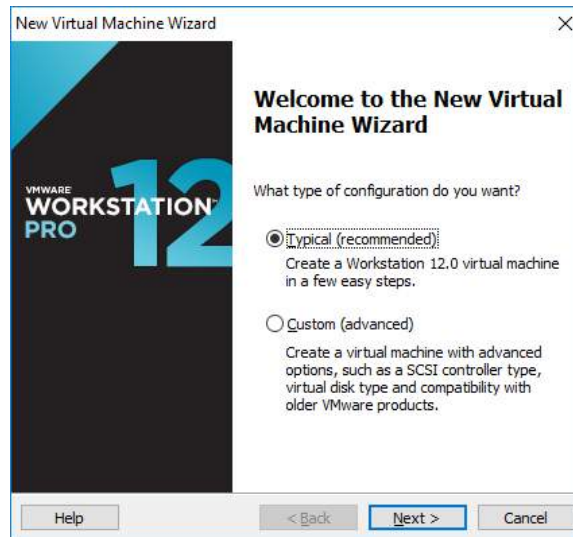 New Virtual Machine Wizard
VMWARE
WORKSTATION™
PRO
12
Welcome to the New Virtual
Machine Wizard
What type of configuration do you want?
Typical (recommended)
Create a Workstation 12.0 virtual machine
in a few easy steps.
Custom (advanced)
Create a virtual machine with advanced
options, such as a SCSI controller type,
virtual disk type and compatibility with
older VMware products.
Help
< Back
Next >
Cancel